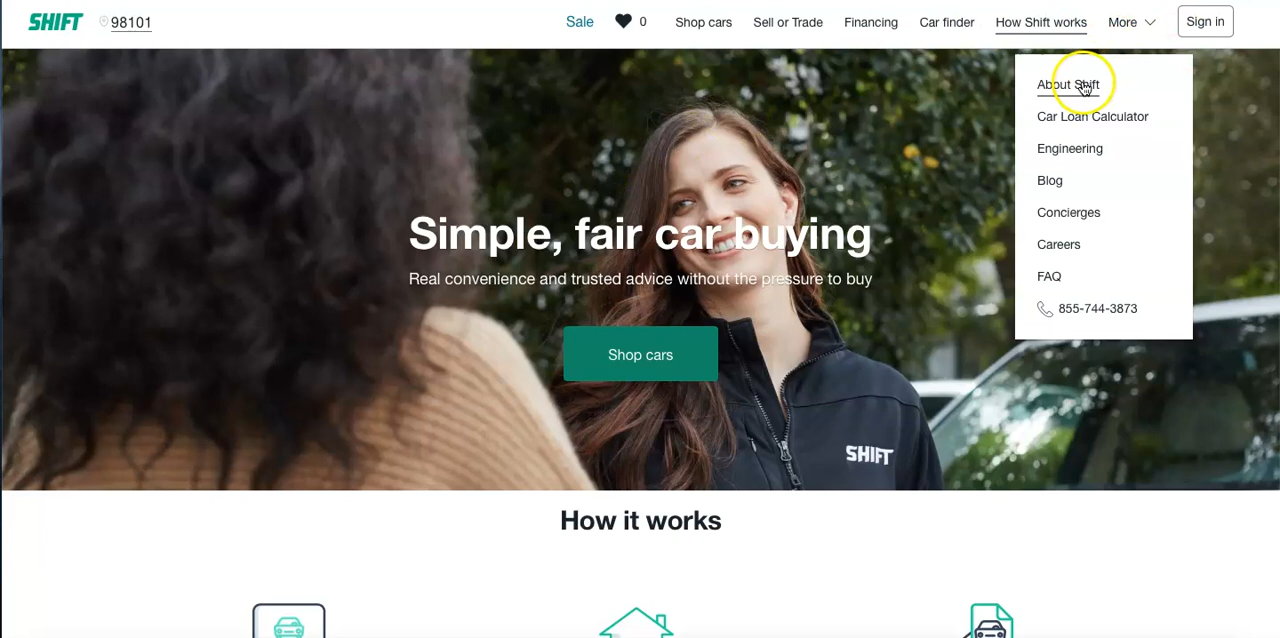 SHIFT
98101
Sale
0
Shop cars
Sell or Trade
Financing
Car finder
How Shift works
More
Sign in
About Shift
Car Loan Calculator
Engineering
Blog
Concierges
Careers
FAQ
855-744-3873
Simple, fair car buying
Real convenience and trusted advice without the pressure to buy
Shop cars
SHIFT
How it works